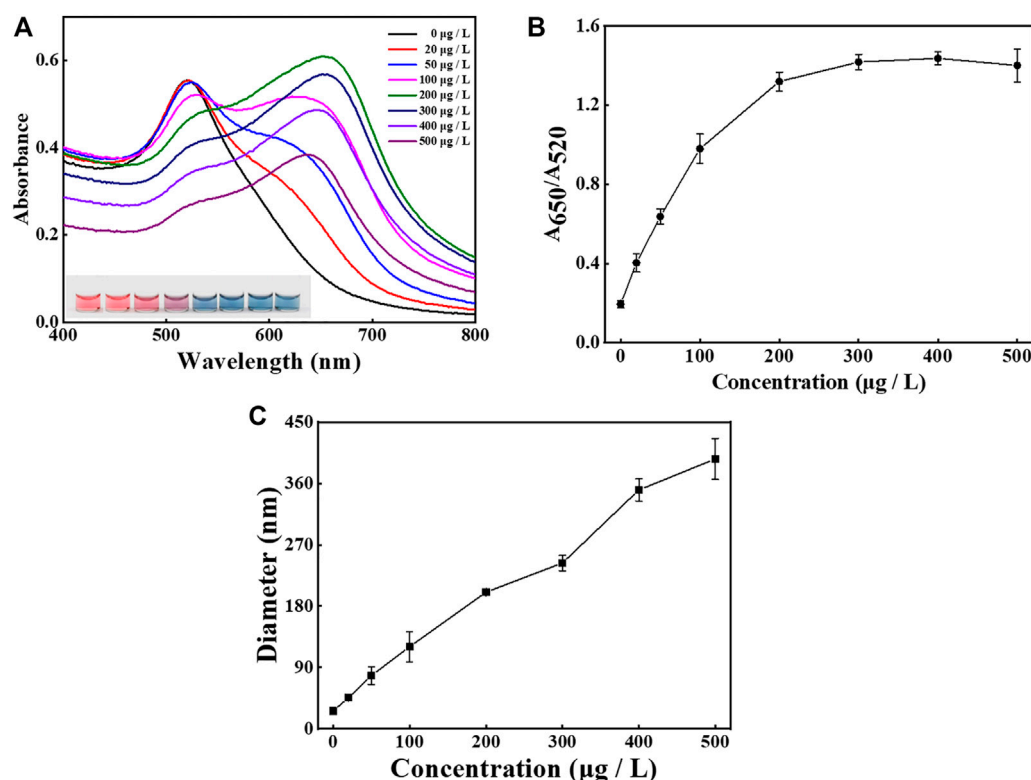 A
0 μg / L
20 μg / L
50 μg / L
100 μg / L
200 μg / L
300 μg / L
400 μg / L
500 μg / L
0.6
0.4
0.2
0.0
Absorbance
400 500 600 700 800
Wavelength (nm)
B
1.6
1.2
0.8
0.4
0.0
A650/A520
0 100 200 300 400 500
Concentration (μg / L)
C
450
360
270
180
90
0
Diameter (nm)
0 100 200 300 400 500
Concentration (μg / L)